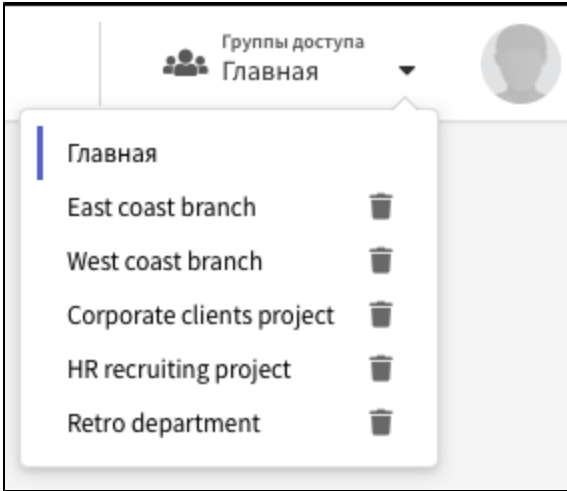 Группы доступа
Главная
Главная
East coast branch
West coast branch
Corporate clients project
HR recruiting project
Retro department